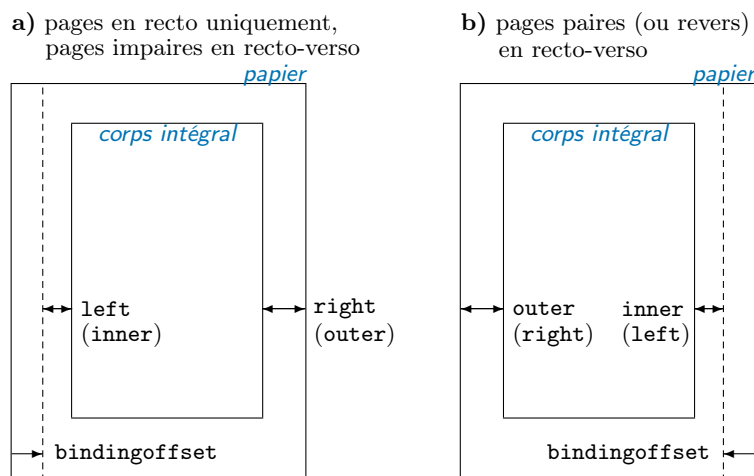 a) pages en recto uniquement,
pages impaires en recto-verso
papier
corps intégral
left
(inner)
right
(outer)
bindingoffset
b) pages paires (ou revers)
en recto-verso
papier
corps intégral
outer
(right)
inner
(left)
bindingoffset